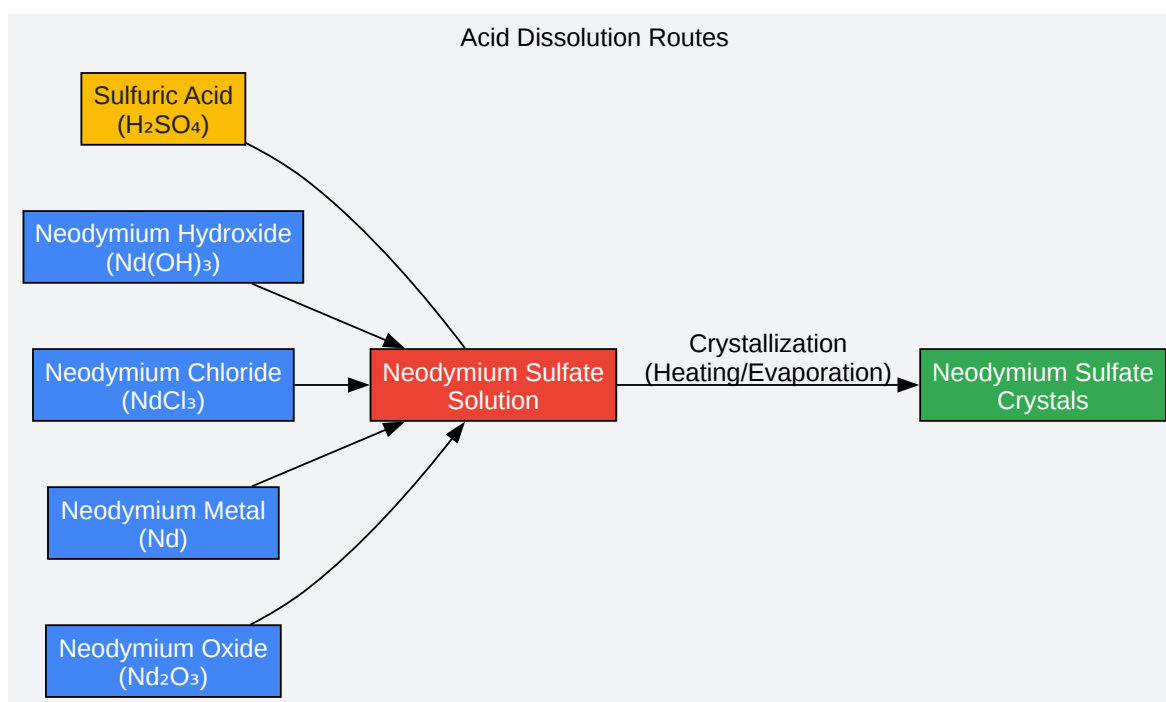 Acid Dissolution Routes
Sulfuric Acid
(H₂SO₄)
Neodymium Hydroxide
(Nd(OH)₃)
Neodymium Chloride
(NdCl₃)
Neodymium Metal
(Nd)
Neodymium Oxide
(Nd₂O₃)
Neodymium Sulfate
Solution
Crystallization
(Heating/Evaporation)
Neodymium Sulfate
Crystals